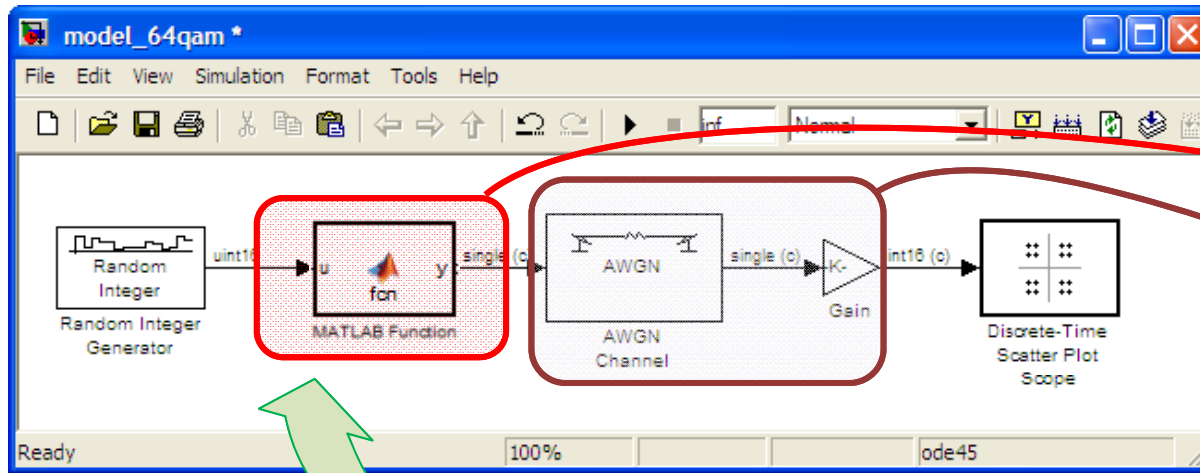 model_64qam *
File Edit View Simulation Format Tools Help
inf Normal
Random
Integer
Random Integer
Generator
uint16
u
fcn
y
MATLAB Function
single (c)
AWGN
AWGN
Channel
single (c)
-K-
Gain
int16 (c)
Discrete-Time
Scatter Plot
Scope
Ready 100% ode45